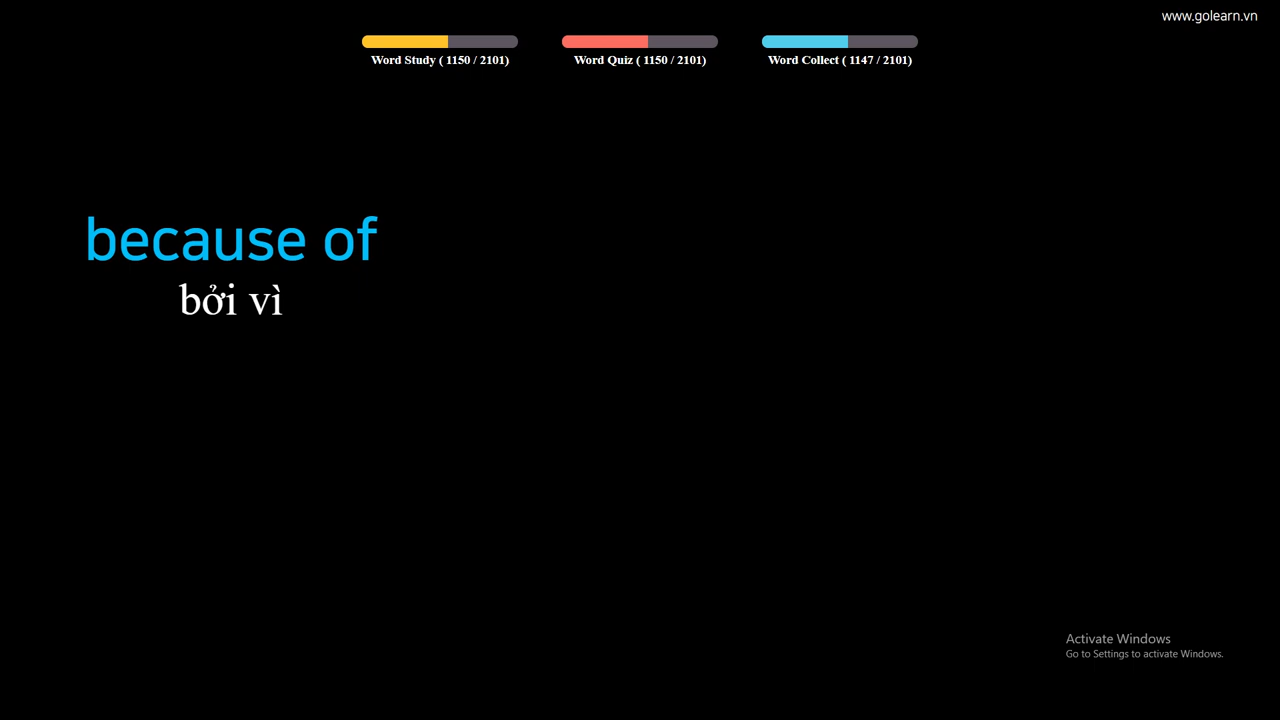 www.golearn.vn
Word Study ( 1150 / 2101)
Word Quiz ( 1150 / 2101)
Word Collect ( 1147 / 2101)
because of
bởi vì
Activate Windows
Go to Settings to activate Windows.